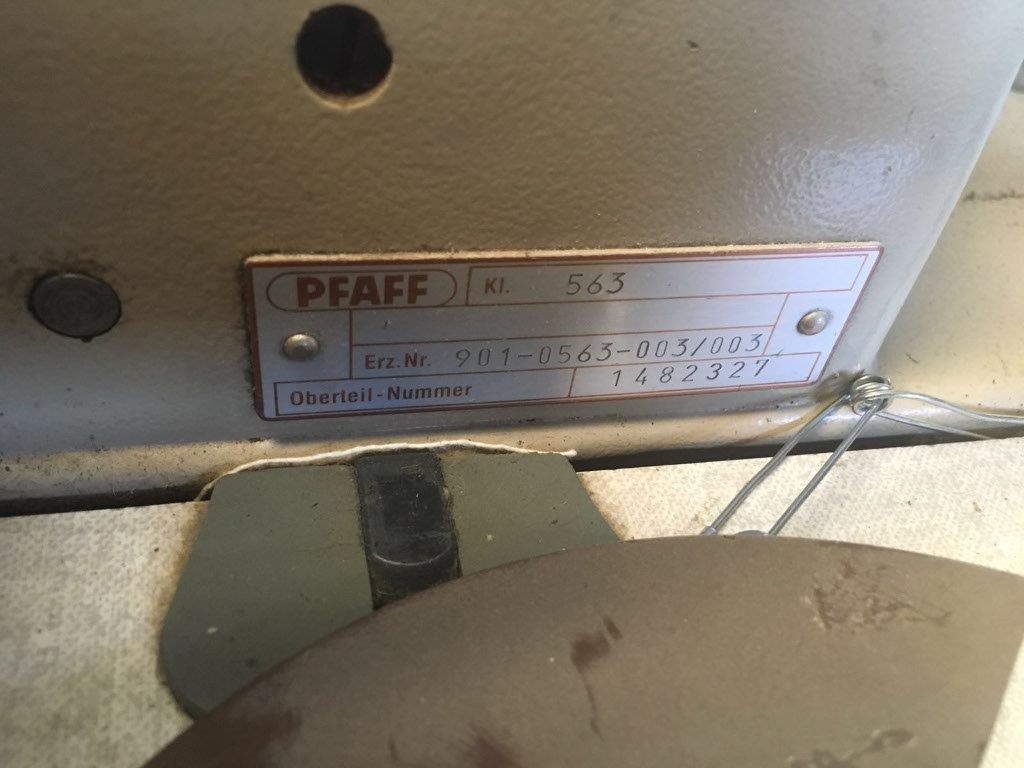 PFAFF Kl. 563
Erz.Nr. 901-0563-003/003
Oberteil-Nummer 1482327